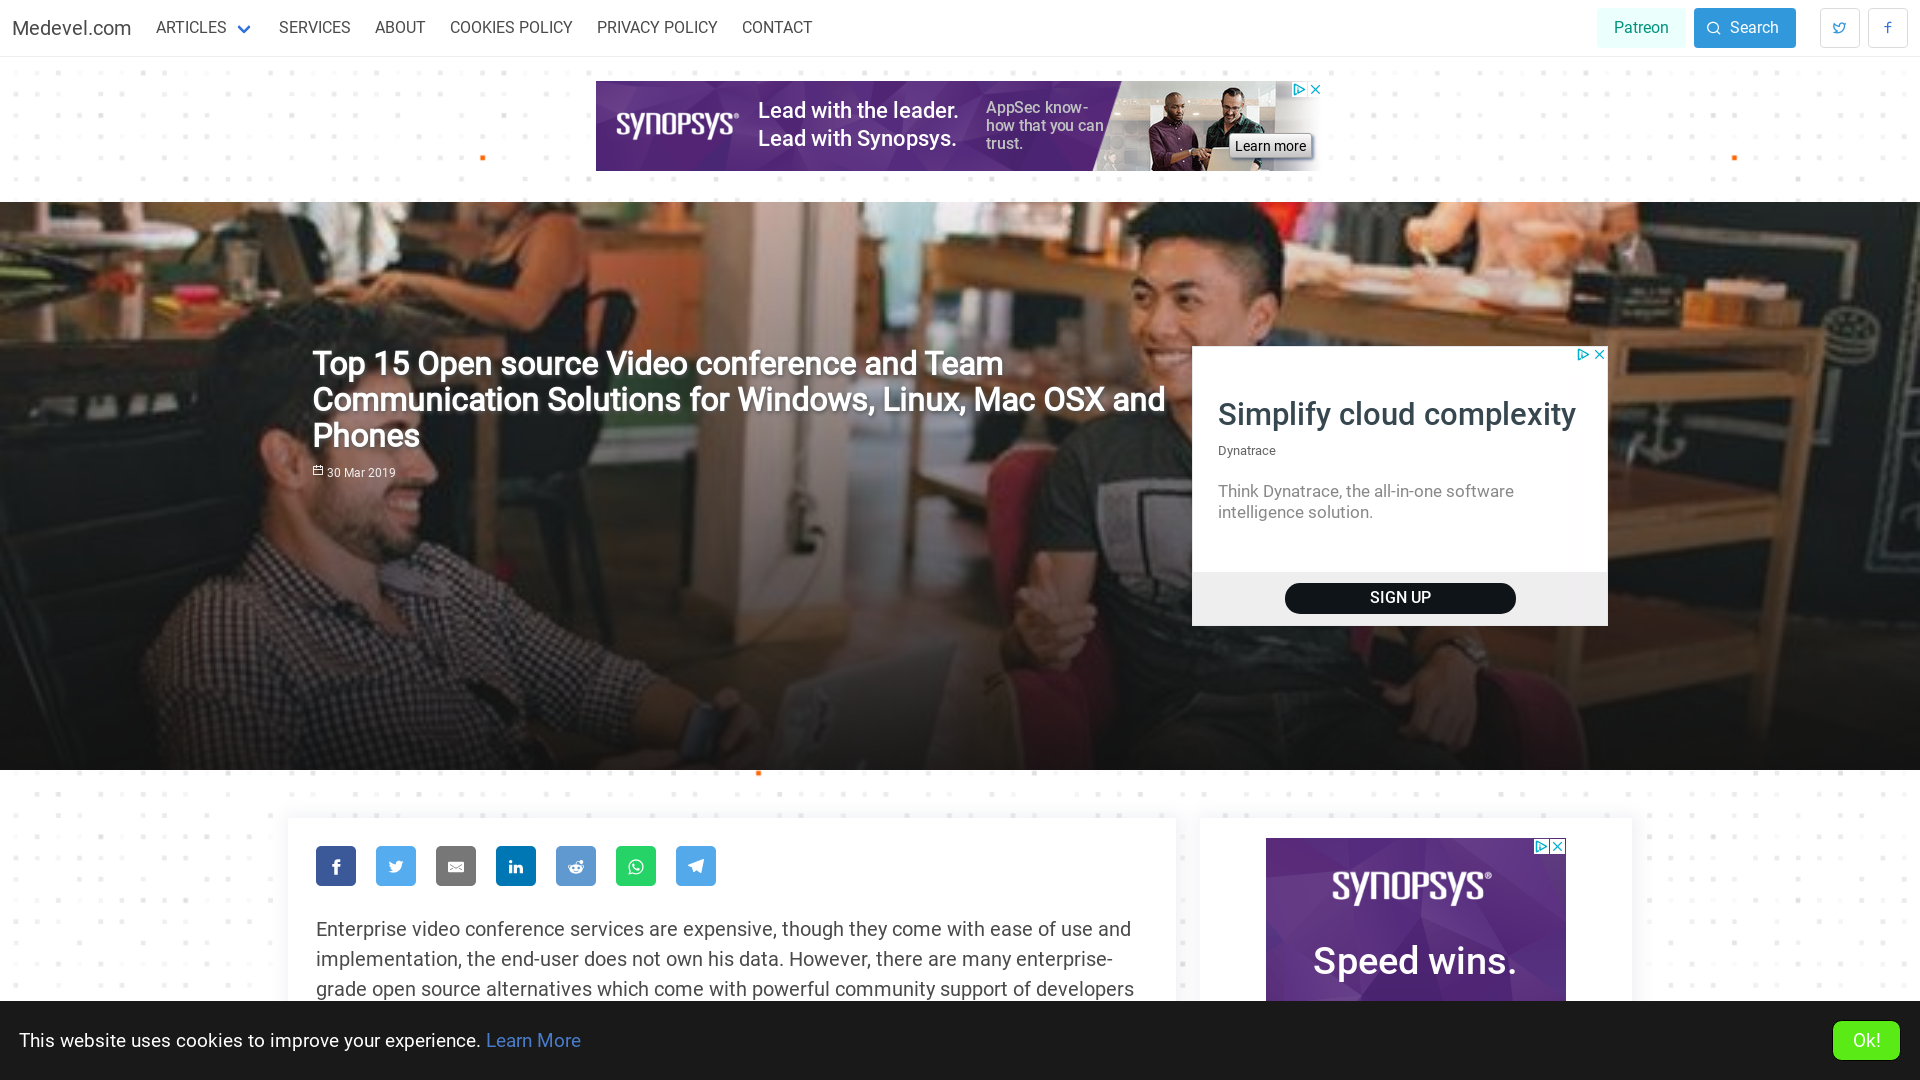 Medevel.com ARTICLES SERVICES ABOUT COOKIES POLICY PRIVACY POLICY CONTACT Patreon Search
SYNOPSYS®
Lead with the leader.
Lead with Synopsys.
AppSec know-
how that you can
trust.
Learn more
Top 15 Open source Video conference and Team
Communication Solutions for Windows, Linux, Mac OSX and
Phones
30 Mar 2019
Simplify cloud complexity
Dynatrace
Think Dynatrace, the all-in-one software
intelligence solution.
SIGN UP
Enterprise video conference services are expensive, though they come with ease of use and
implementation, the end-user does not own his data. However, there are many enterprise-
grade open source alternatives which come with powerful community support of developers
SYNOPSYS®
Speed wins.
This website uses cookies to improve your experience. Learn More
Ok!